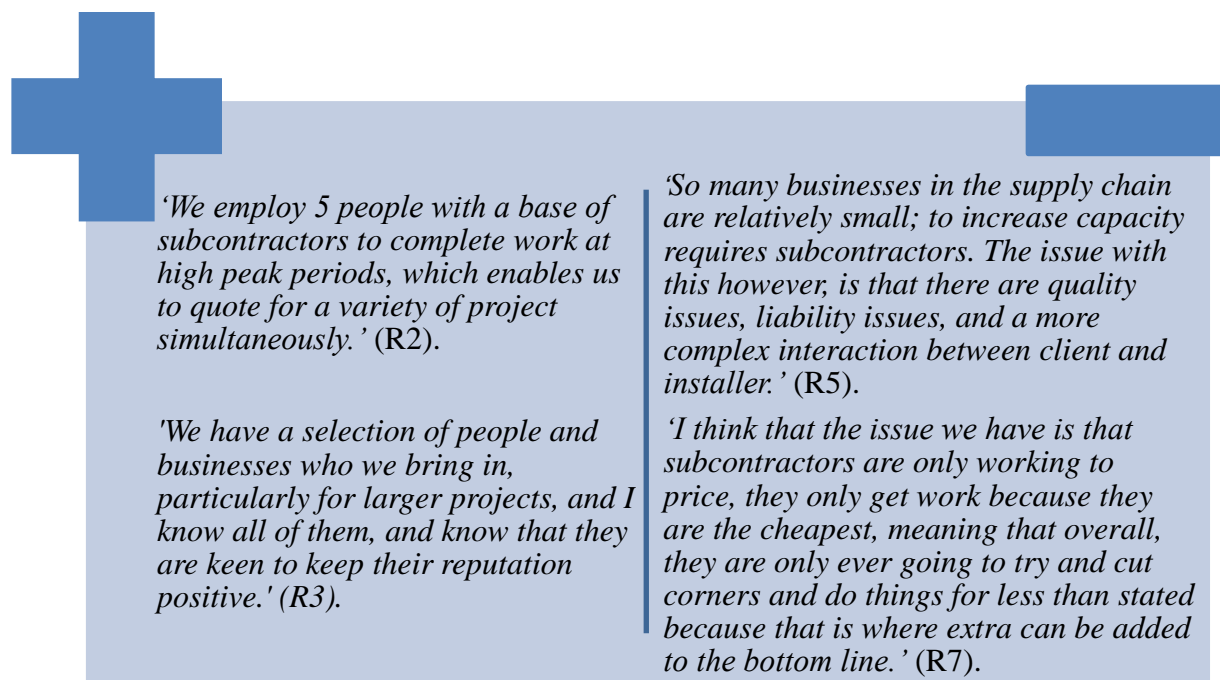 ‘We employ 5 people with a base of
subcontractors to complete work at
high peak periods, which enables us
to quote for a variety of project
simultaneously.’ (R2).
'We have a selection of people and
businesses who we bring in,
particularly for larger projects, and I
know all of them, and know that they
are keen to keep their reputation
positive.' (R3).
‘So many businesses in the supply chain
are relatively small; to increase capacity
requires subcontractors. The issue with
this however, is that there are quality
issues, liability issues, and a more
complex interaction between client and
installer.’ (R5).
‘I think that the issue we have is that
subcontractors are only working to
price, they only get work because they
are the cheapest, meaning that overall,
they are only ever going to try and cut
corners and do things for less than stated
because that is where extra can be added
to the bottom line.’ (R7).